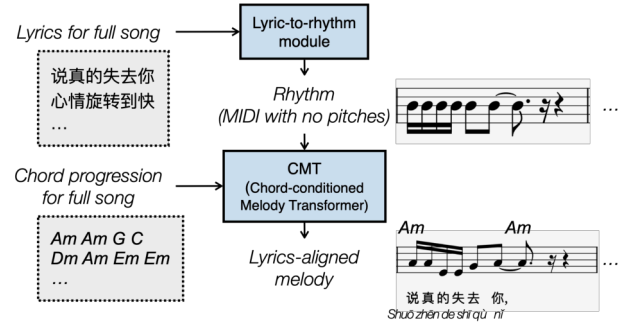 Lyrics for full song
说真的失去你
心情旋转到快
...
Lyric-to-rhythm
module
Rhythm
(MIDI with no pitches)
...
Chord progression
for full song
Am Am G C
Dm Am Em Em
...
CMT
(Chord-conditioned
Melody Transformer)
Lyrics-aligned
melody
Am Am
...
说真的失去 你,
Shuō zhēn de shī qù nǐ